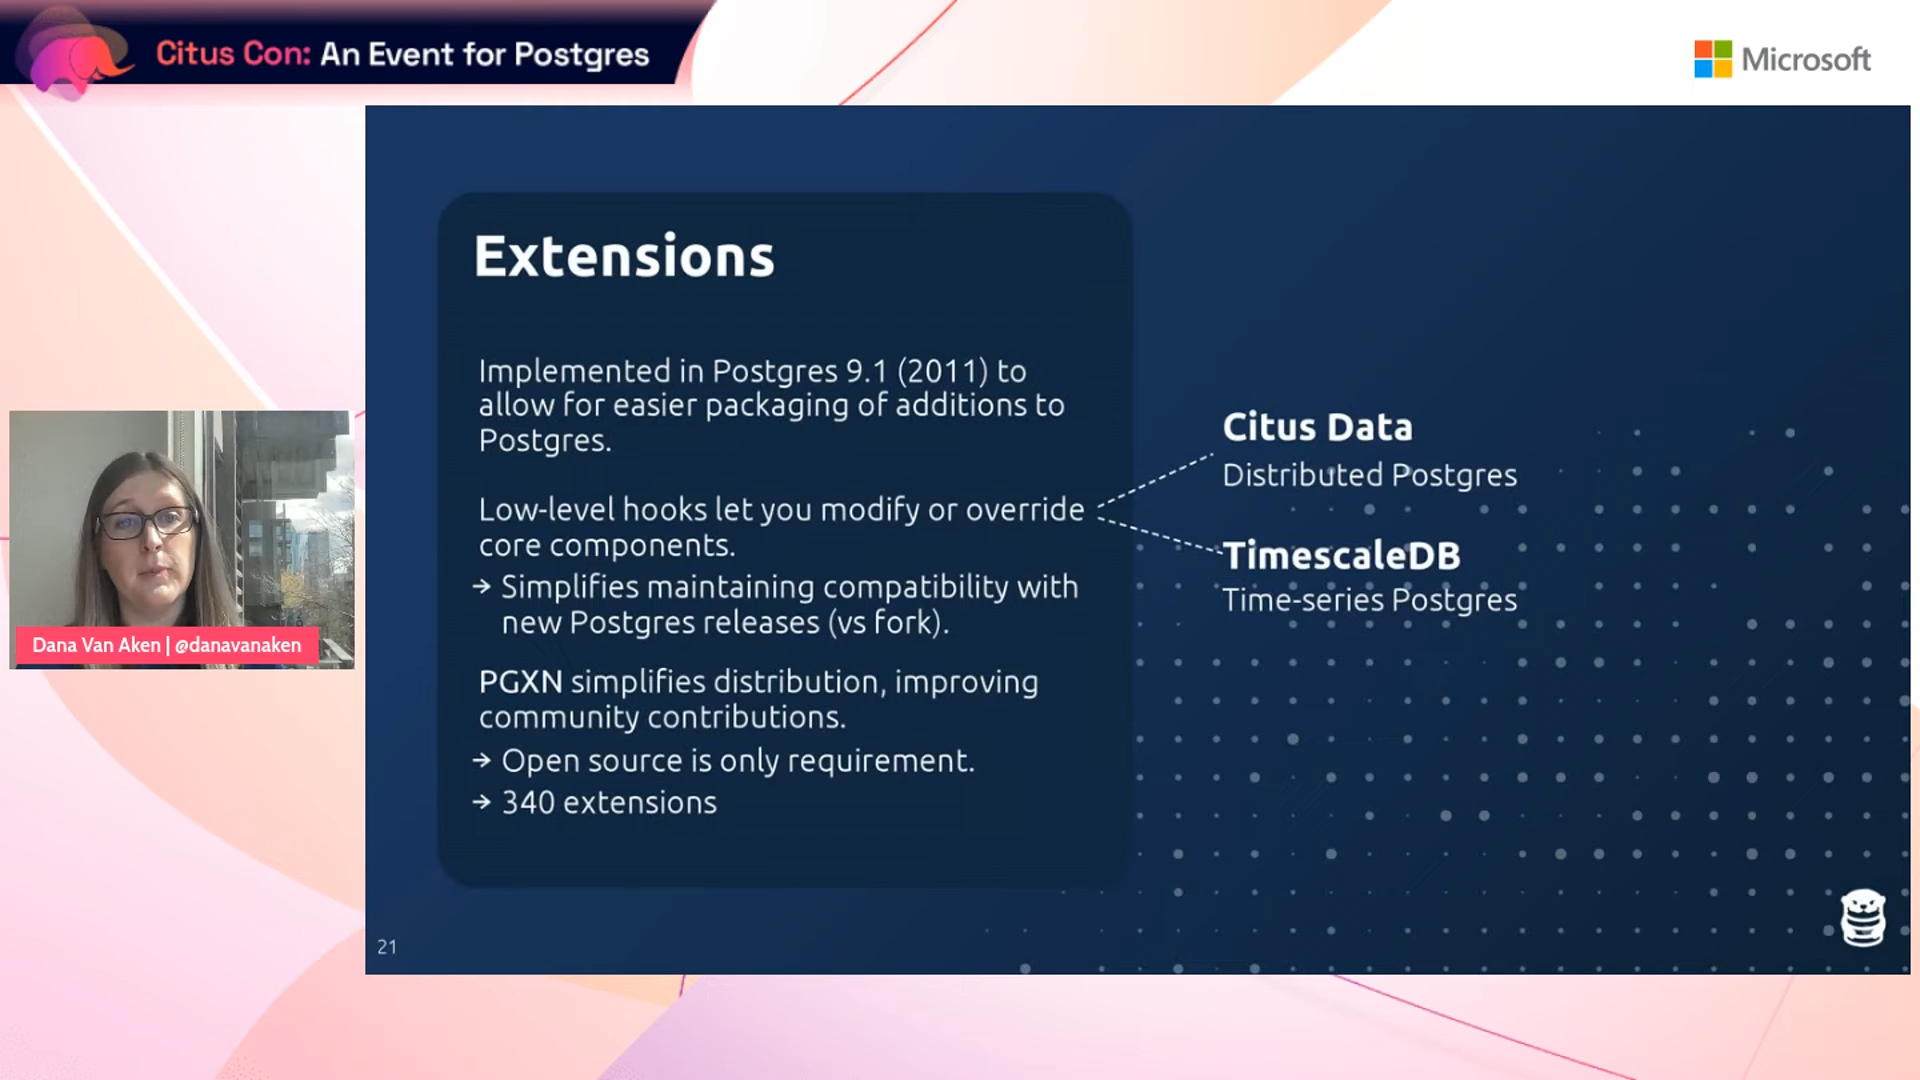 Citus Con: An Event for Postgres
Microsoft
Extensions
Implemented in Postgres 9.1 (2011) to
allow for easier packaging of additions to
Postgres.
Low-level hooks let you modify or override
core components.
→ Simplifies maintaining compatibility with
new Postgres releases (vs fork).
PGXN simplifies distribution, improving
community contributions.
→ Open source is only requirement.
→ 340 extensions
Citus Data
Distributed Postgres
TimescaleDB
Time-series Postgres
Dana Van Aken | @danavanaken
21